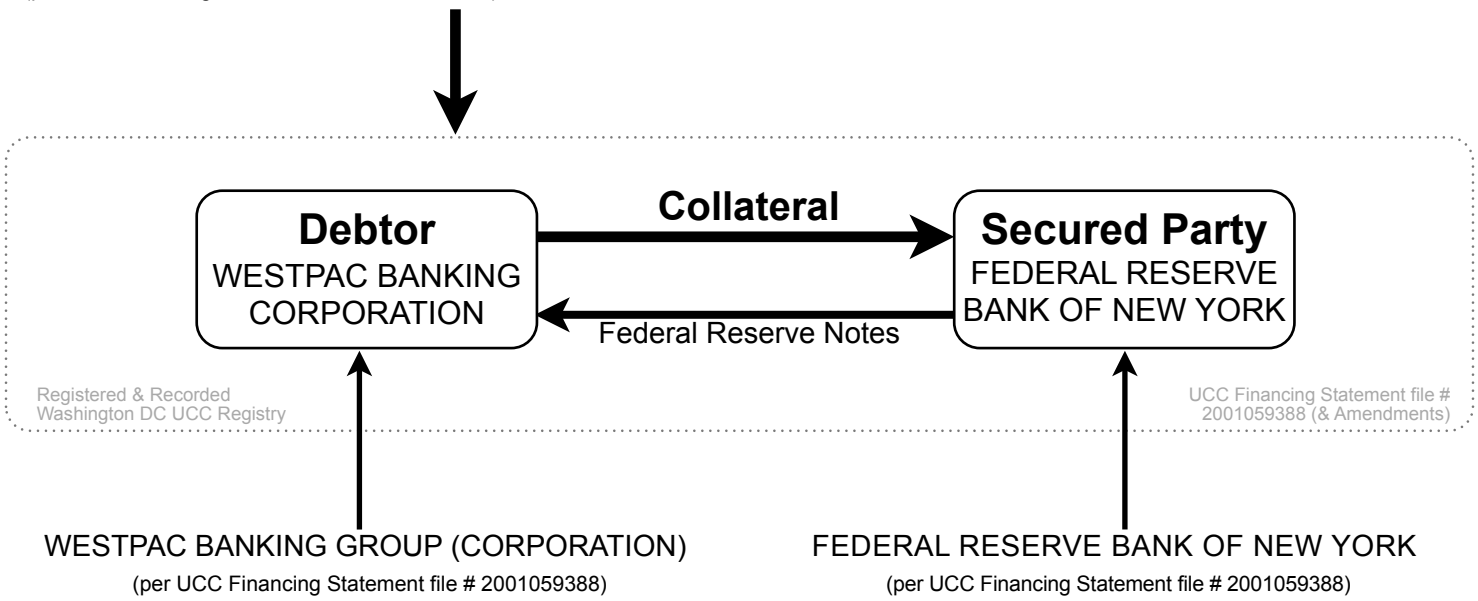 Debtor
WESTPAC BANKING
CORPORATION
Collateral
Federal Reserve Notes
Secured Party
FEDERAL RESERVE
BANK OF NEW YORK
Registered & Recorded
Washington DC UCC Registry
UCC Financing Statement file #
2001059388 (& Amendments)
WESTPAC BANKING GROUP (CORPORATION)
(per UCC Financing Statement file # 2001059388)
FEDERAL RESERVE BANK OF NEW YORK
(per UCC Financing Statement file # 2001059388)